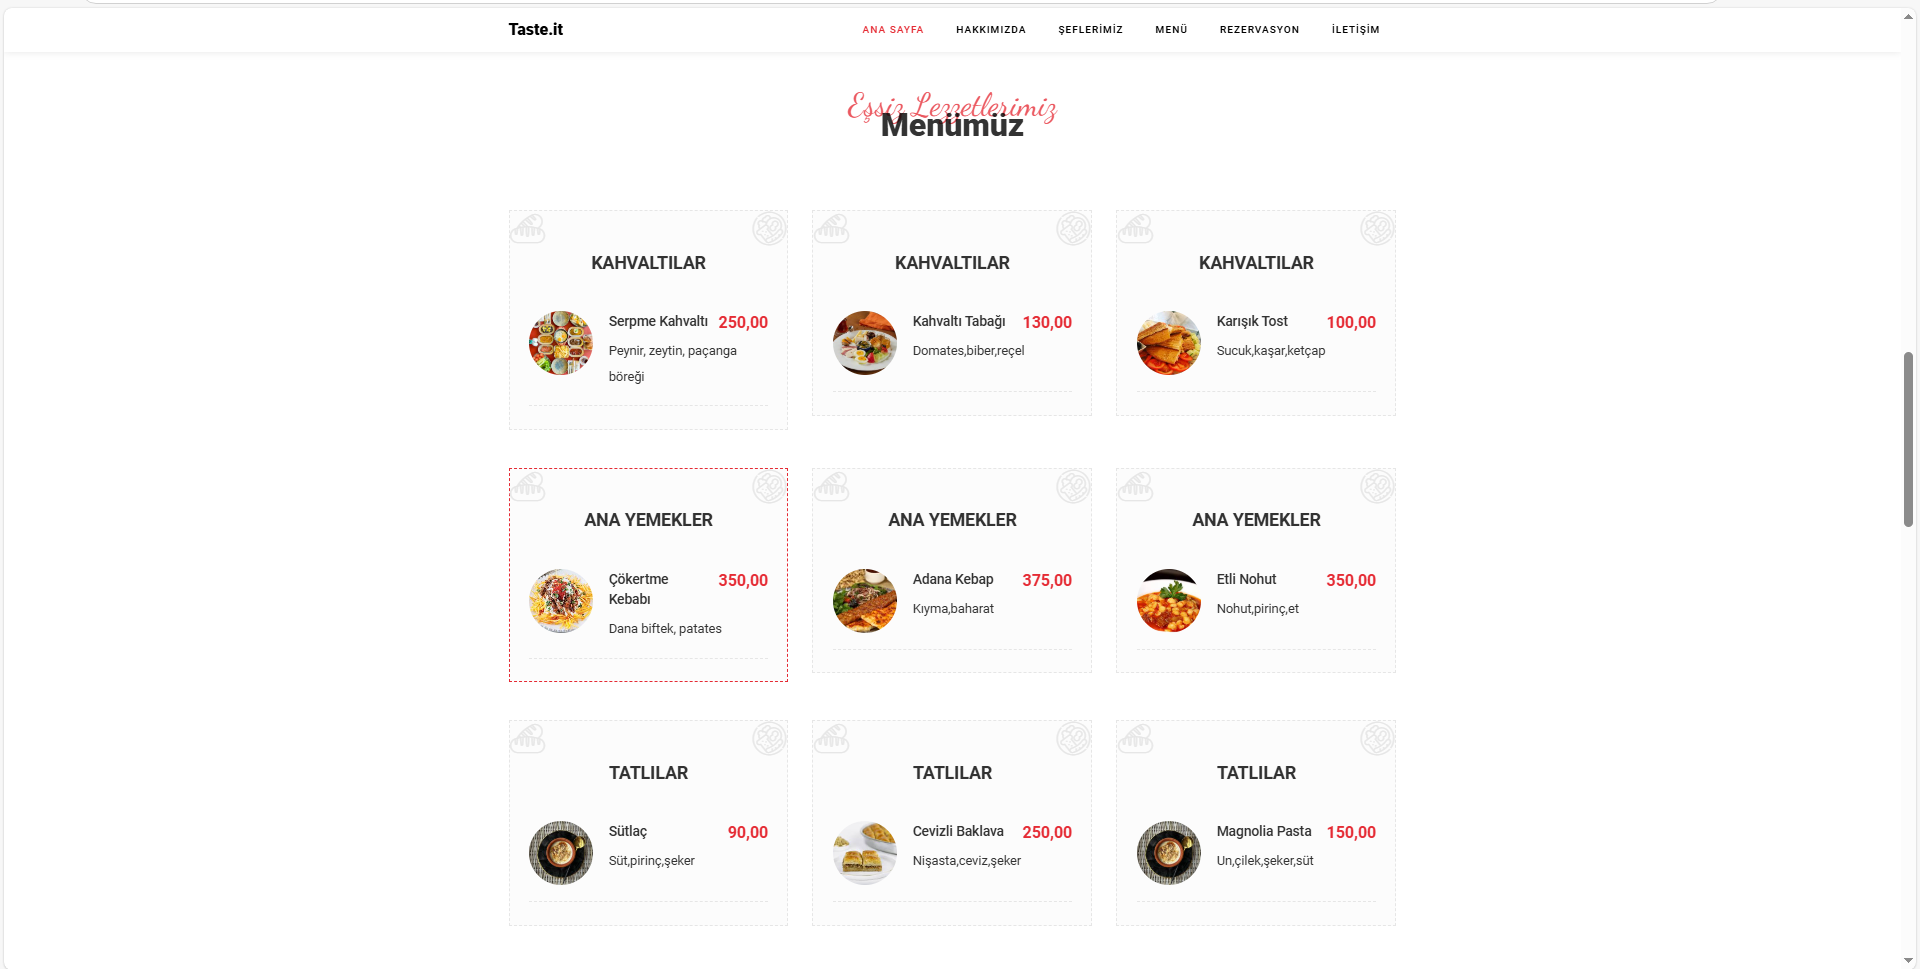 Taste.it
ANA SAYFA HAKKIMIZDA ŞEFLERİMİZ MENÜ REZERVASYON İLETİŞİM
Eşsiz Lezzetlerimiz
Menümüz
KAHVALTILAR
Serpme Kahvaltı 250,00
Peynir, zeytin, paçanga
böreği
KAHVALTILAR
Kahvaltı Tabağı 130,00
Domates,biber,reçel
KAHVALTILAR
Karışık Tost 100,00
Sucuk,kaşar,ketçap
ANA YEMEKLER
Çökertme 350,00
Kebabı
Dana biftek, patates
ANA YEMEKLER
Adana Kebap 375,00
Kıyma,baharat
ANA YEMEKLER
Etli Nohut 350,00
Nohut,pirinç,et
TATLILAR
Sütlaç 90,00
Süt,pirinç,şeker
TATLILAR
Cevizli Baklava 250,00
Nişasta,ceviz,şeker
TATLILAR
Magnolia Pasta 150,00
Un,çilek,şeker,süt